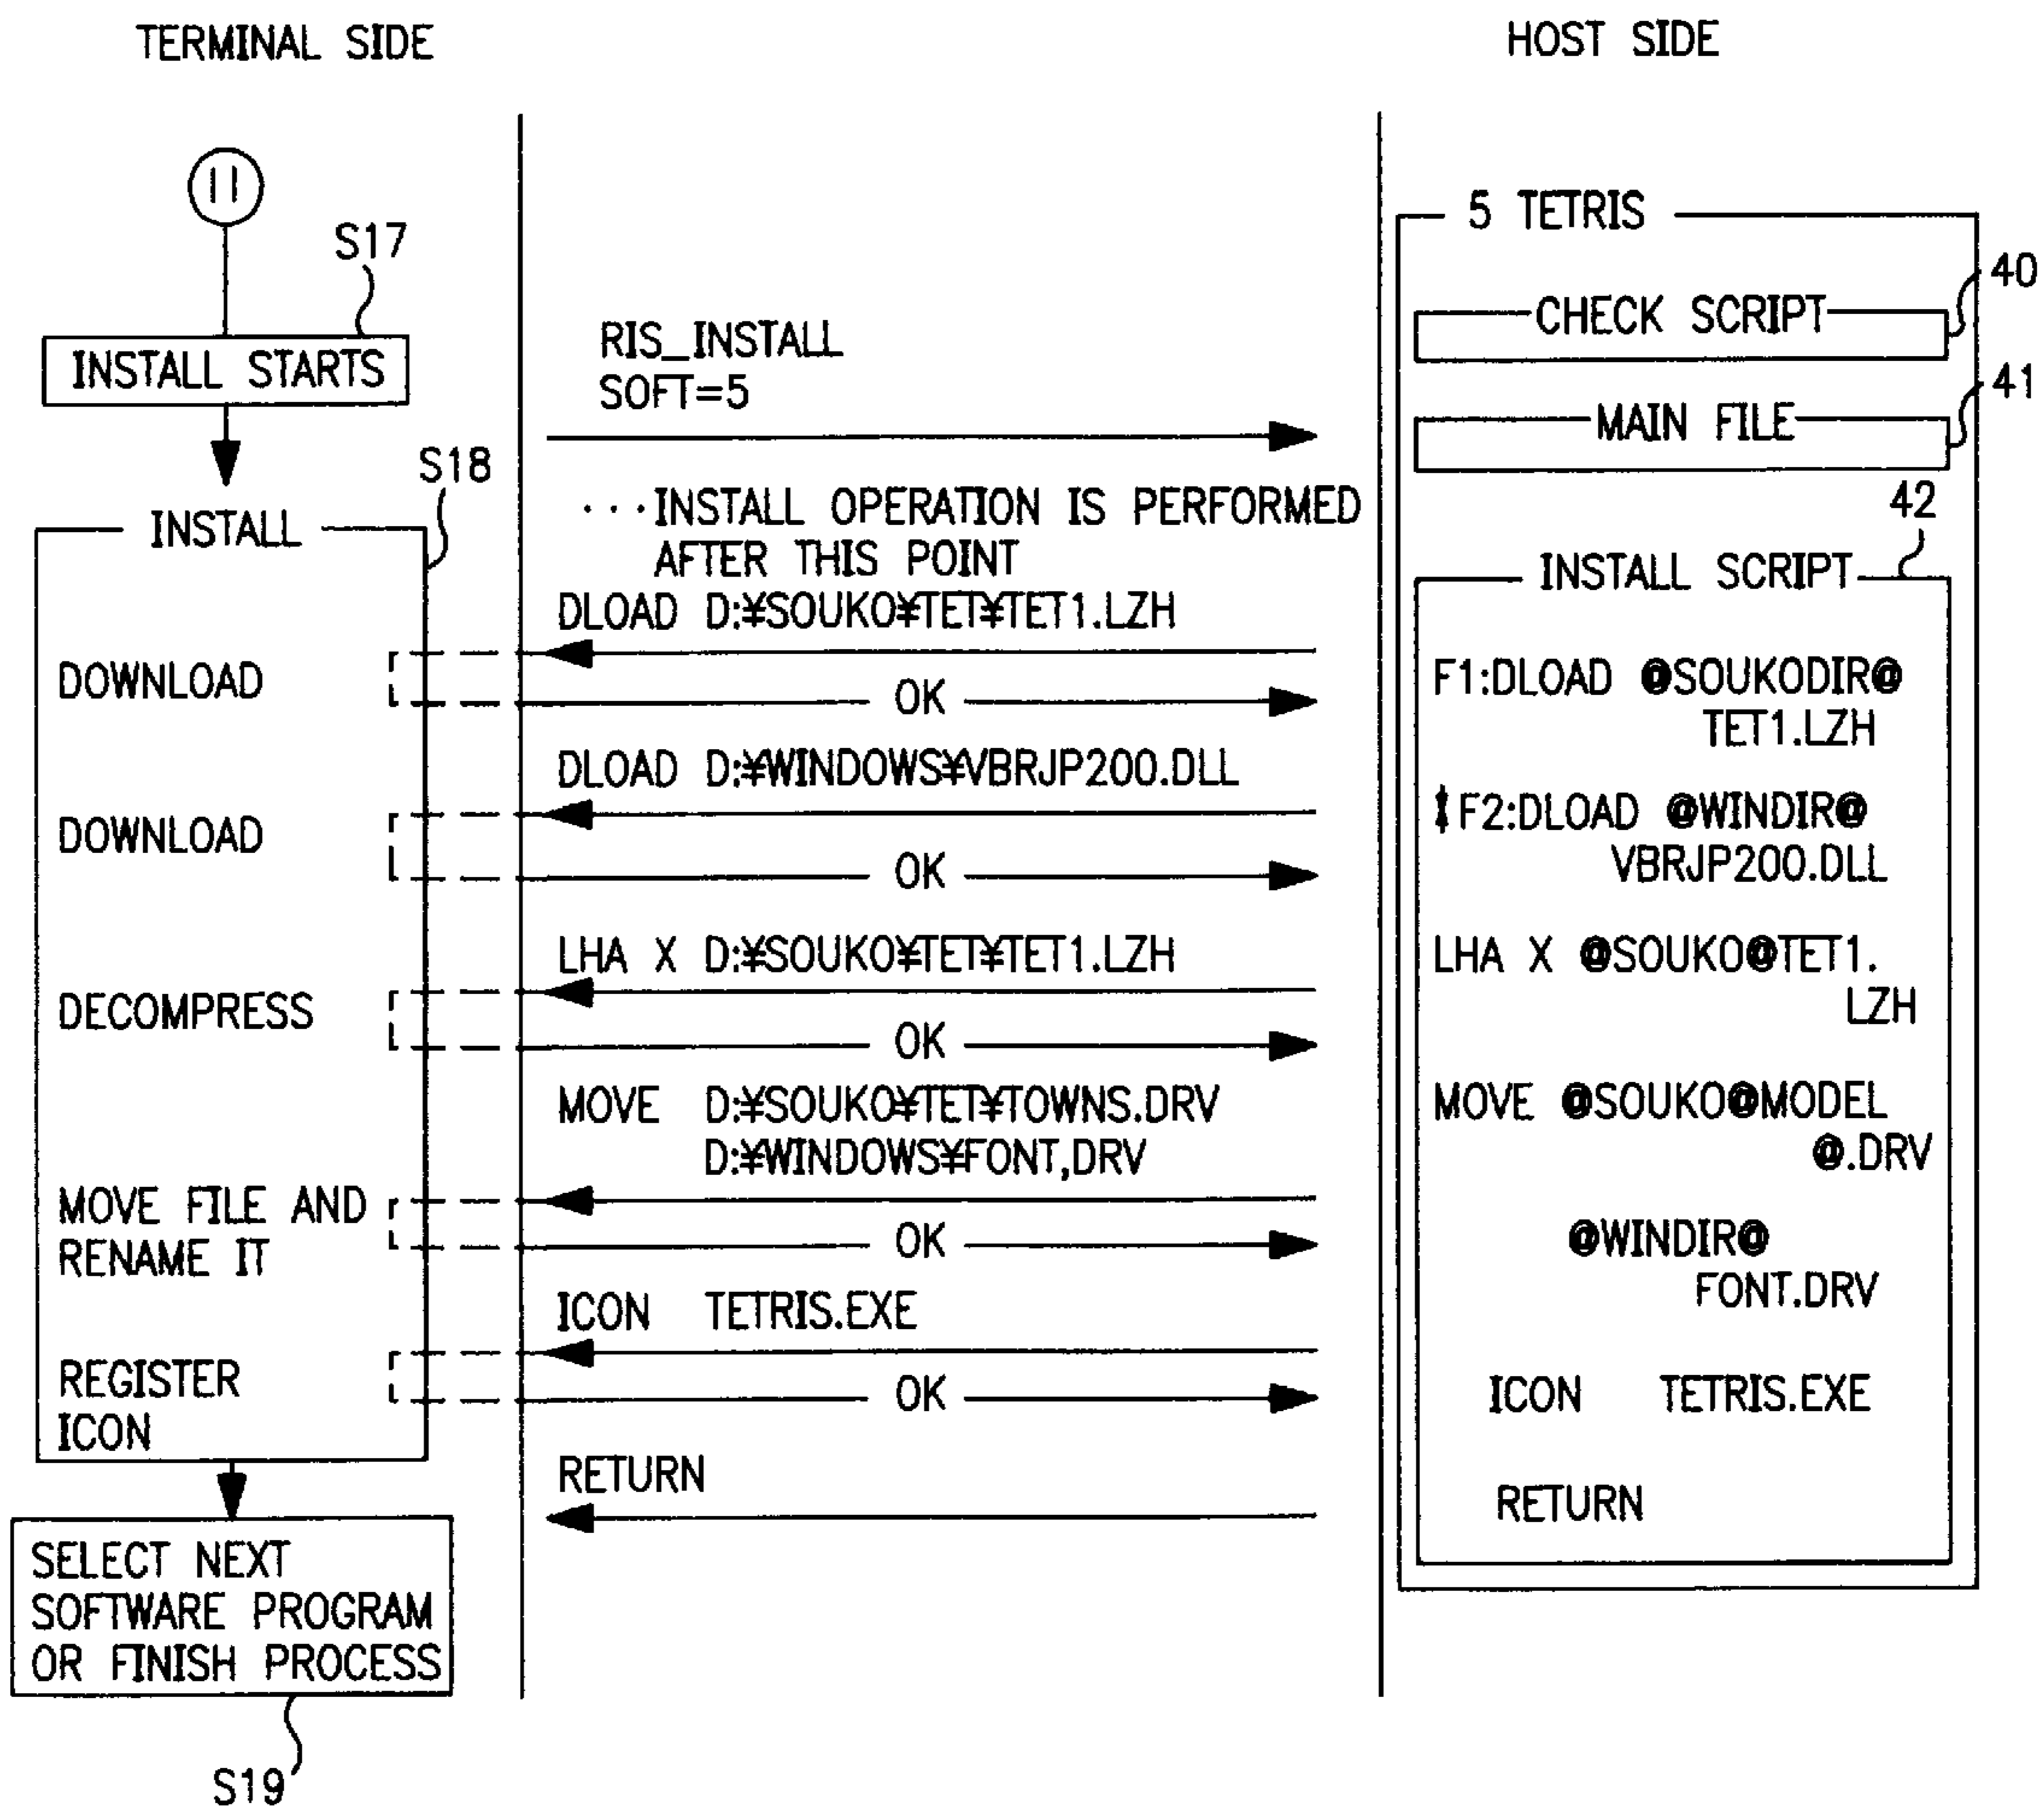 TERMINAL SIDE
HOST SIDE
11
S17
INSTALL STARTS
S18
INSTALL
DOWNLOAD
DOWNLOAD
DECOMPRESS
MOVE FILE AND
RENAME IT
REGISTER
ICON
SELECT NEXT
SOFTWARE PROGRAM
OR FINISH PROCESS
S19
RIS_INSTALL
SOFT=5
···INSTALL OPERATION IS PERFORMED
AFTER THIS POINT
DLOAD D:¥SOUKO¥TET¥TET1.LZH
OK
DLOAD D:¥WINDOWS¥VBRJP200.DLL
OK
LHA X D:¥SOUKO¥TET¥TET1.LZH
OK
MOVE D:¥SOUKO¥TET¥TOWNS.DRV
D:¥WINDOWS¥FONT,DRV
OK
ICON TETRIS.EXE
OK
RETURN
5 TETRIS
40
CHECK SCRIPT
41
MAIN FILE
42
INSTALL SCRIPT
F1:DLOAD @SOUKODIR@
TET1.LZH
F2:DLOAD @WINDIR@
VBRJP200.DLL
LHA X @SOUKO@TET1.
LZH
MOVE @SOUKO@MODEL
@.DRV
@WINDIR@
FONT.DRV
ICON TETRIS.EXE
RETURN